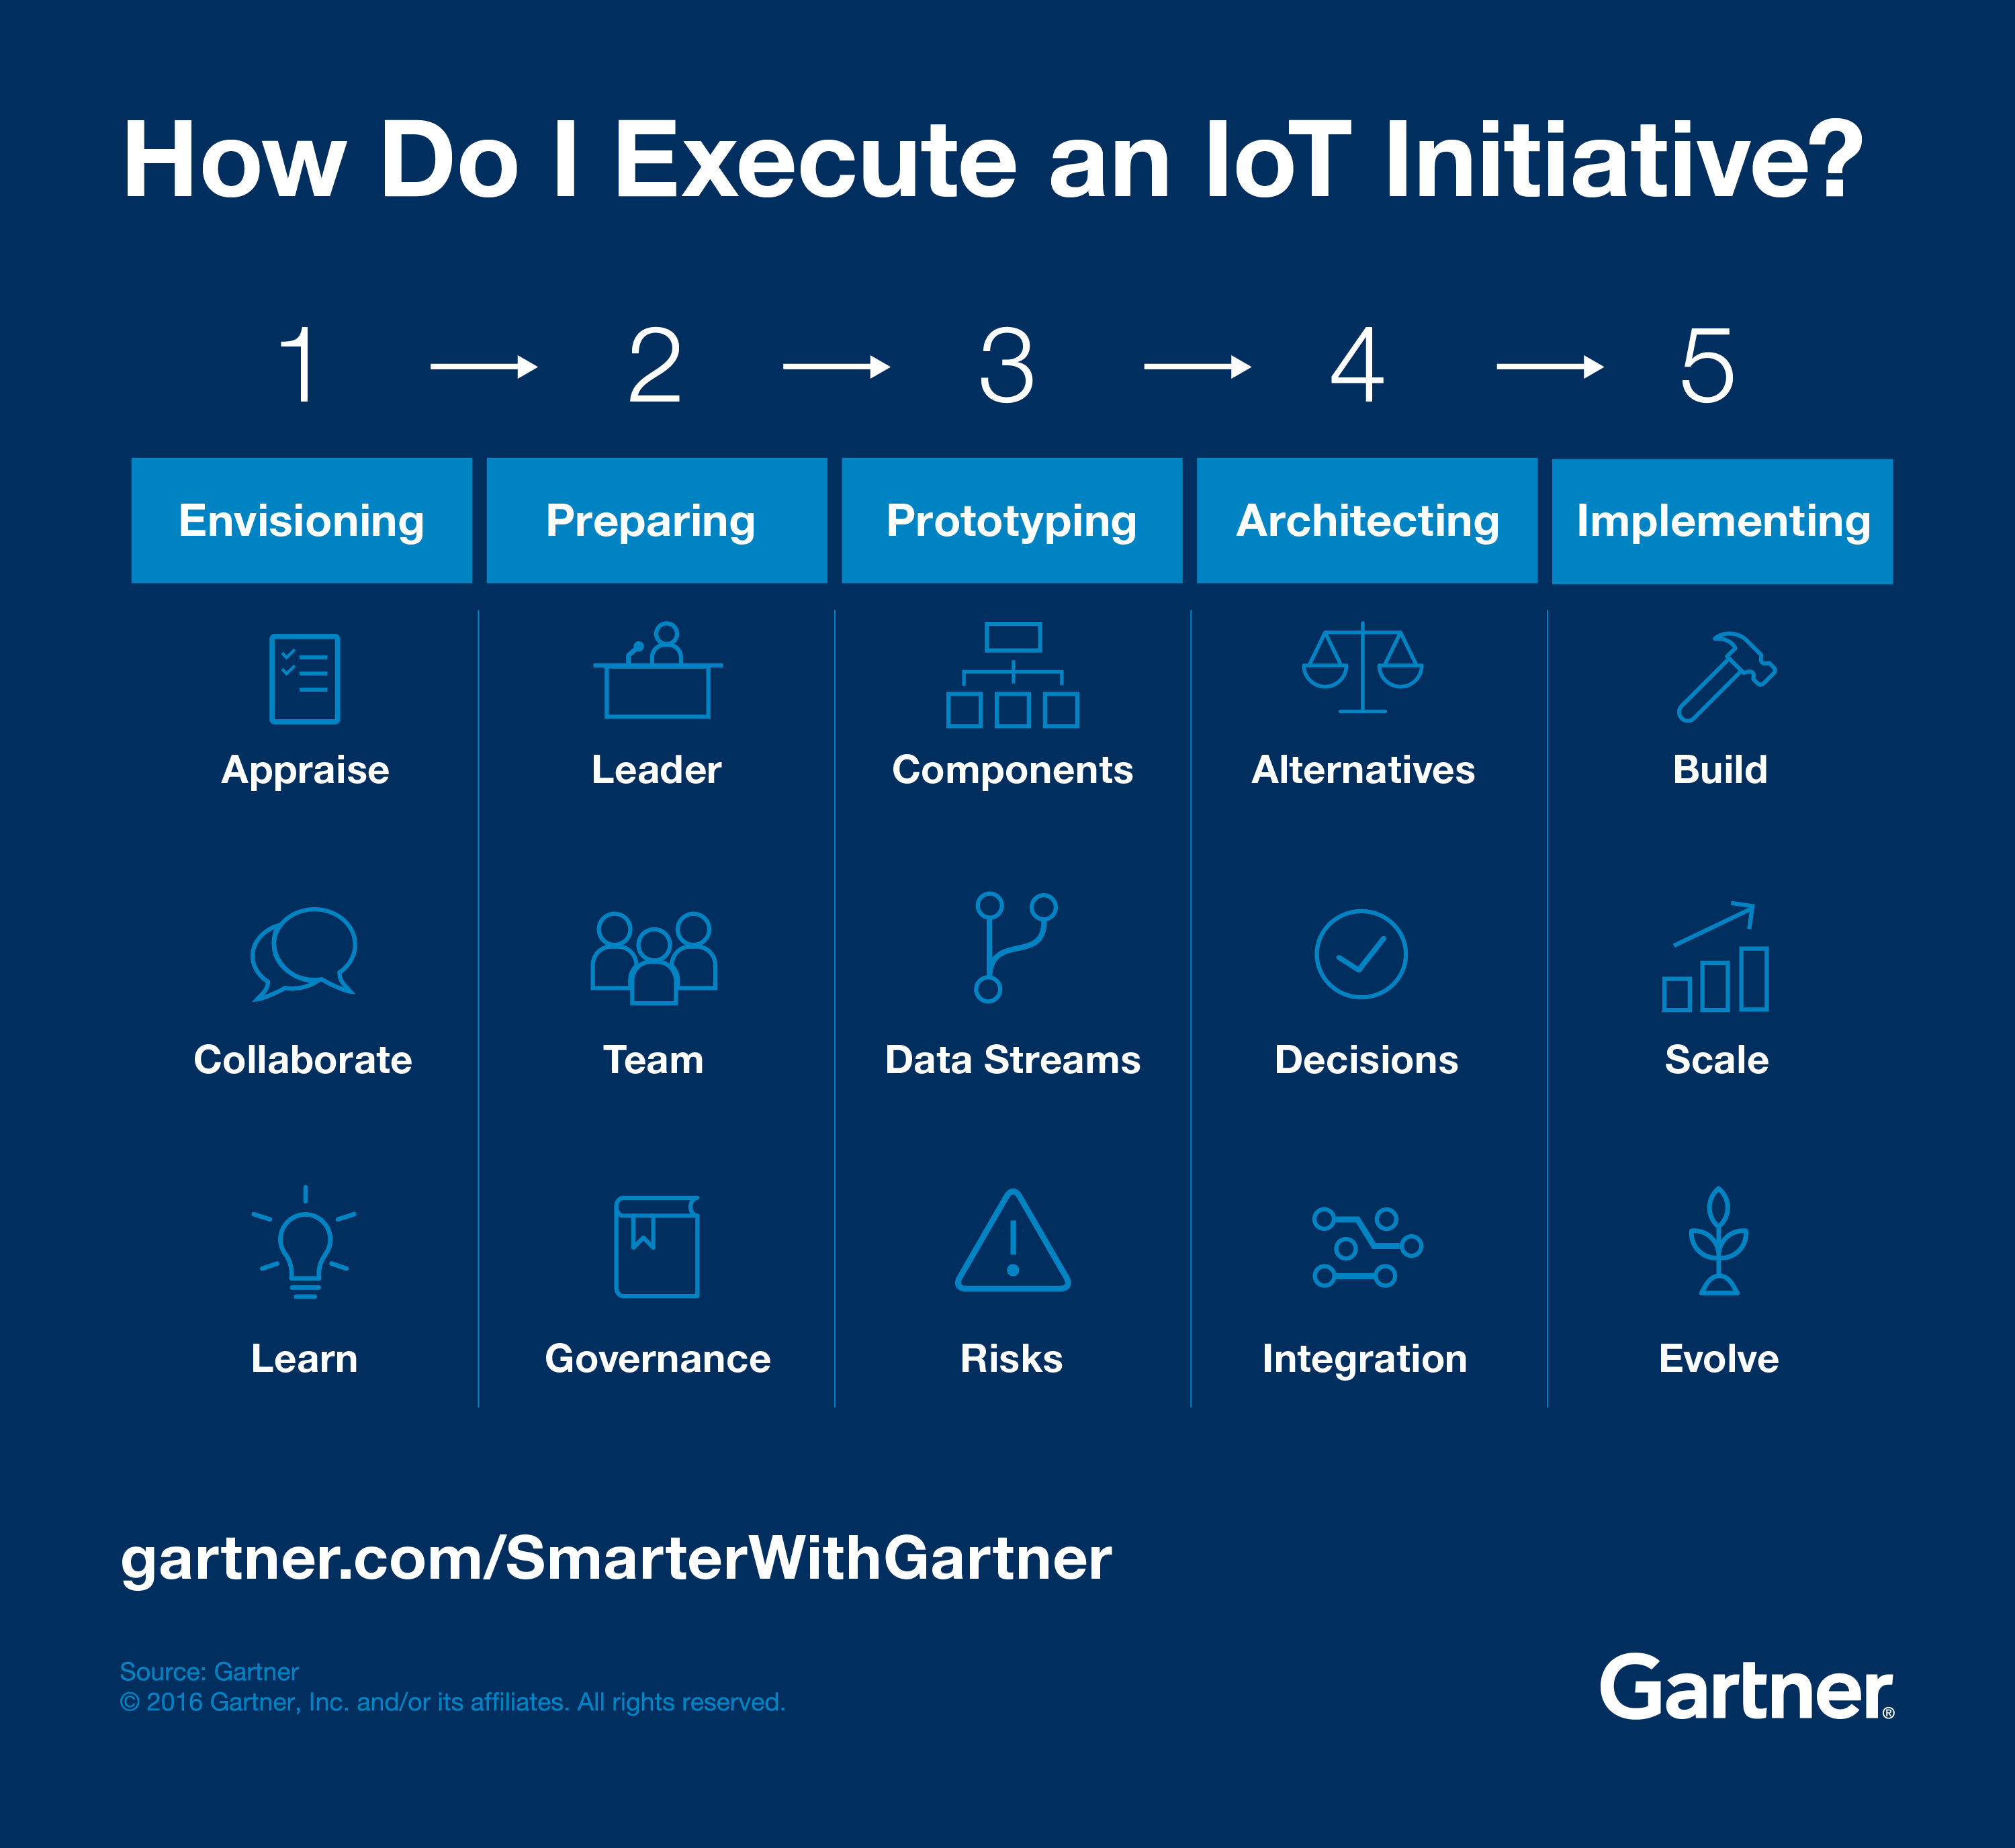 How Do I Execute an IoT Initiative?
1 2 3 4 5
Envisioning Preparing Prototyping Architecting Implementing
Appraise Leader Components Alternatives Build
Collaborate Team Data Streams Decisions Scale
Learn Governance Risks Integration Evolve
gartner.com/SmarterWithGartner
Source: Gartner
© 2016 Gartner, Inc. and/or its affiliates. All rights reserved.
Gartner®